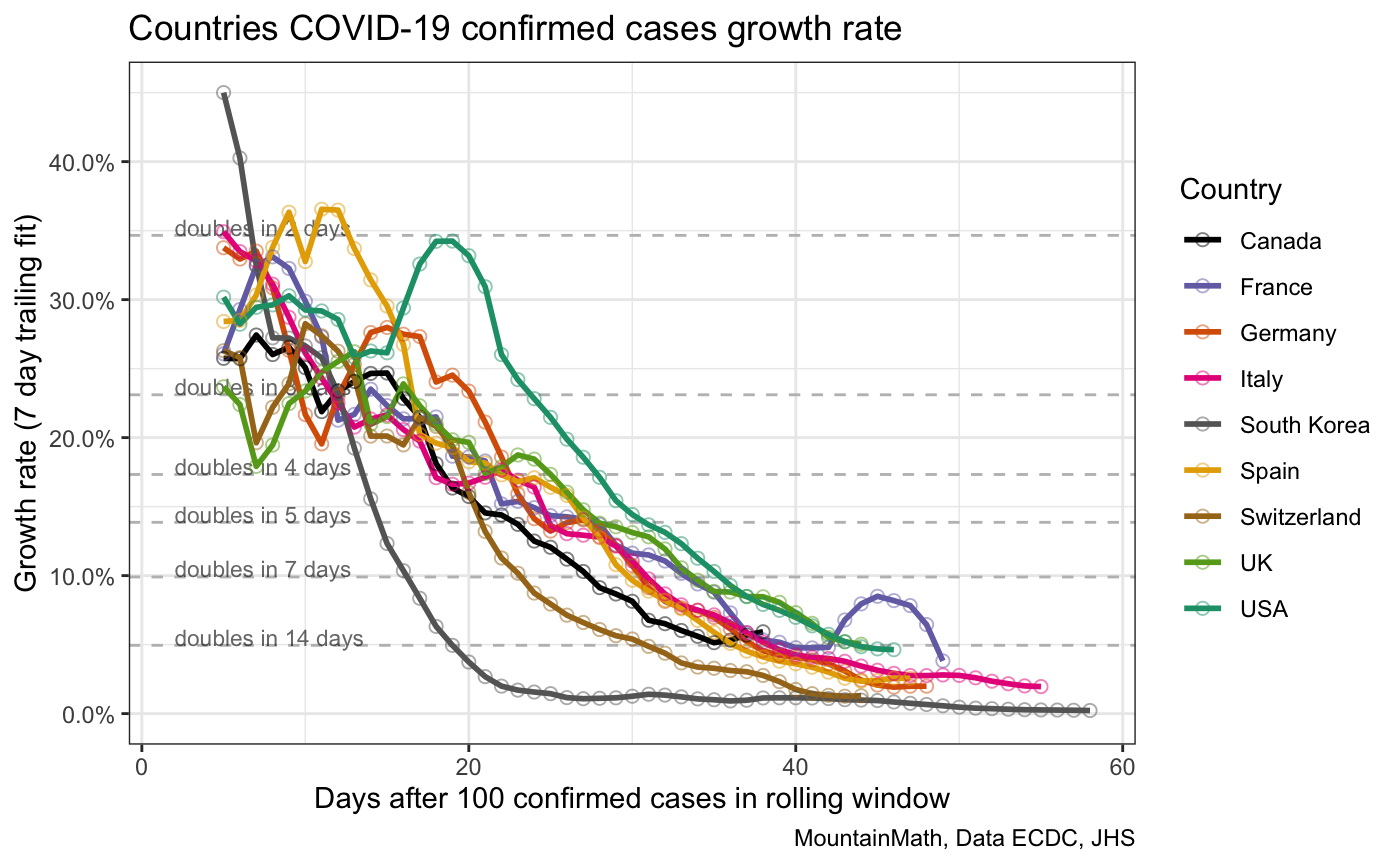 Countries COVID-19 confirmed cases growth rate
Growth rate (7 day trailing fit)
40.0%
30.0%
20.0%
10.0%
0.0%
doubles in 2 days
doubles in 3 days
doubles in 4 days
doubles in 5 days
doubles in 7 days
doubles in 14 days
0
20
40
60
Days after 100 confirmed cases in rolling window
MountainMath, Data ECDC, JHS
Country
Canada
France
Germany
Italy
South Korea
Spain
Switzerland
UK
USA